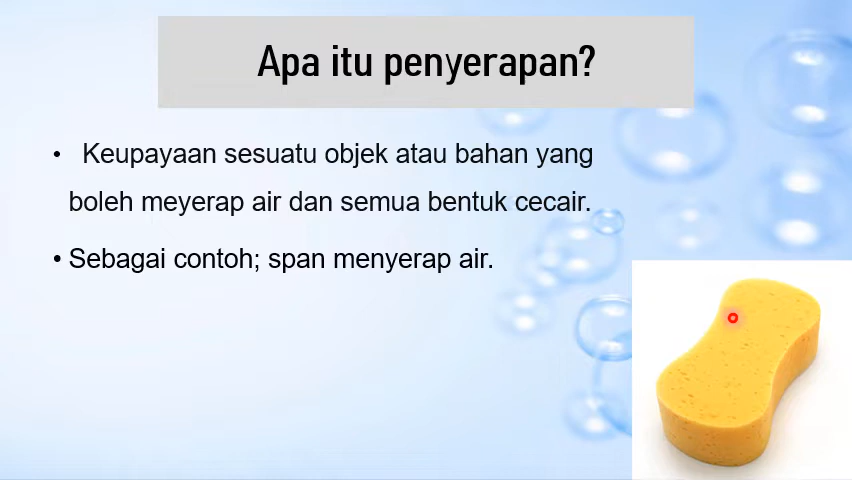 Apa itu penyerapan?
• Keupayaan sesuatu objek atau bahan yang
boleh meyerap air dan semua bentuk cecair.
• Sebagai contoh; span menyerap air.